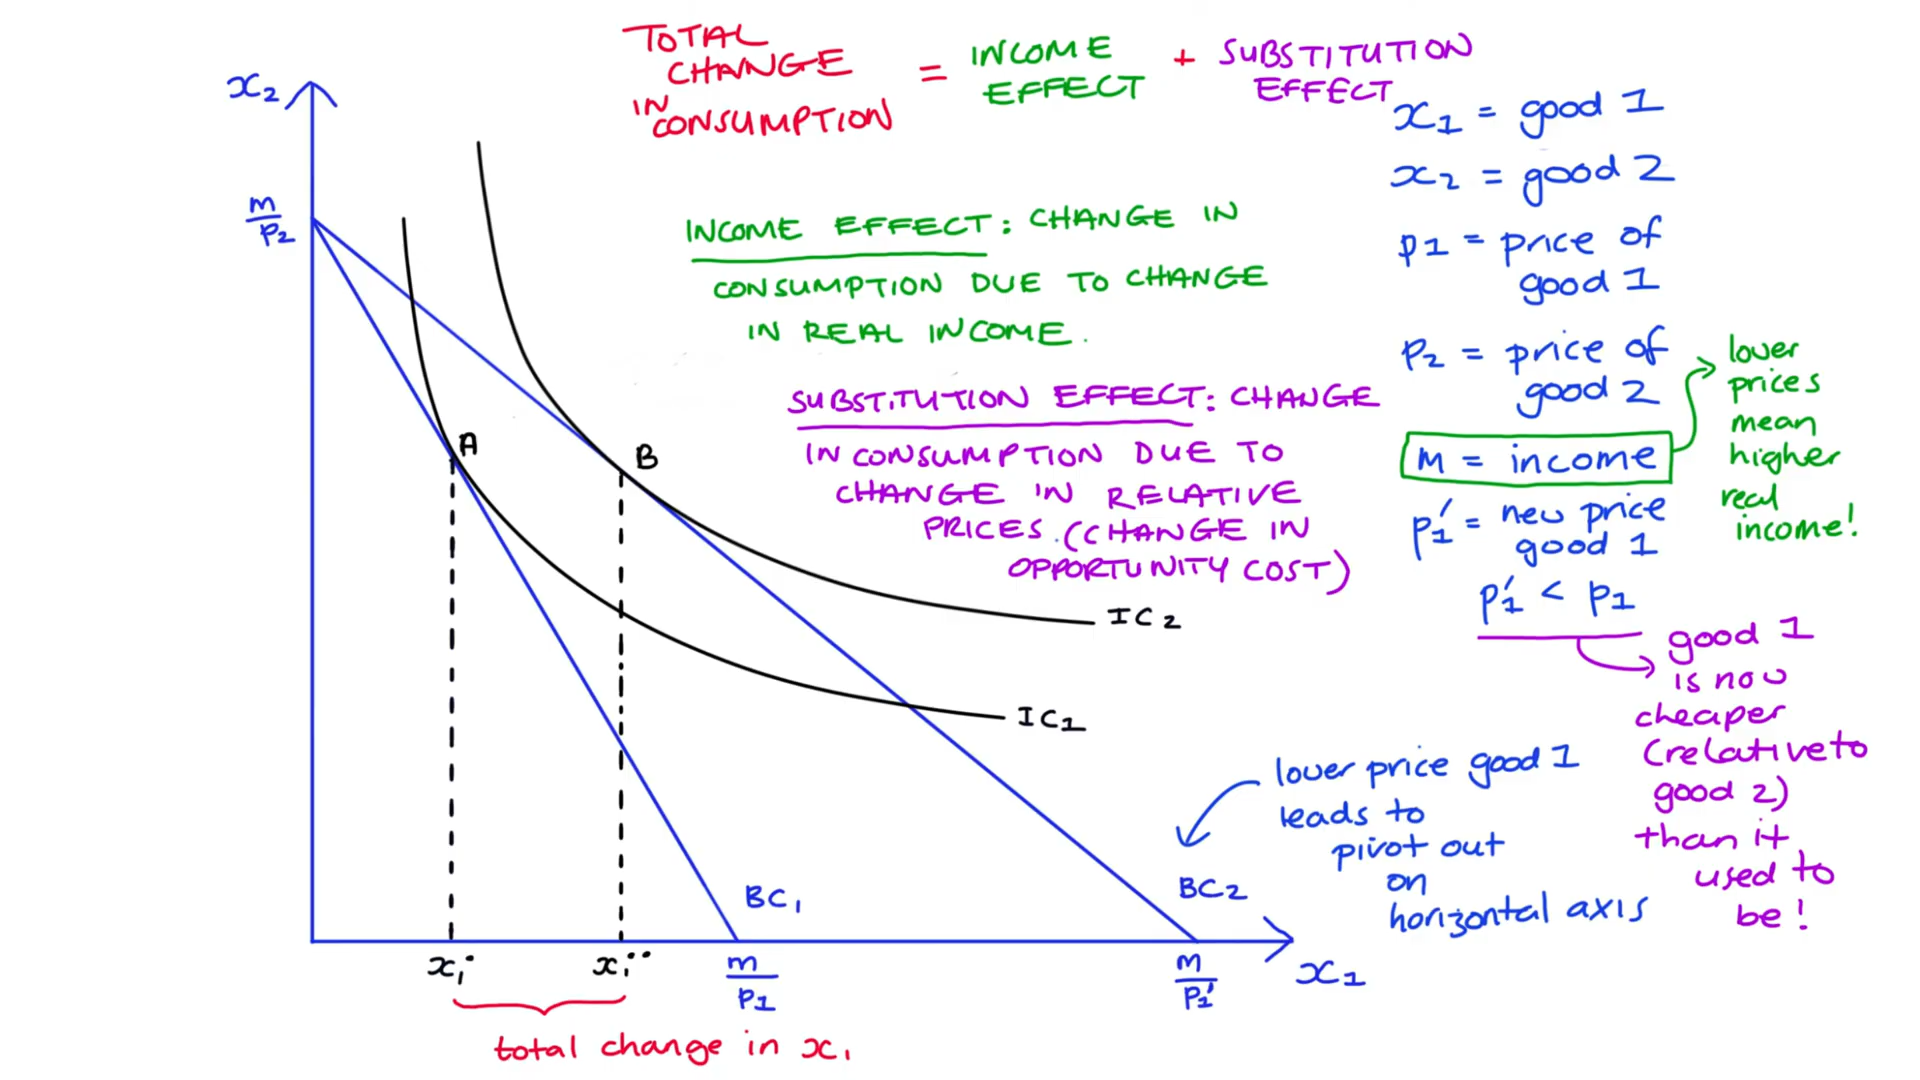 TOTAL
CHANGE
IN
CONSUMPTION
=
INCOME
EFFECT
+
SUBSTITUTION
EFFECT
x₂
m
p₂
INCOME EFFECT: CHANGE IN
CONSUMPTION DUE TO CHANGE
IN REAL INCOME.
SUBSTITUTION EFFECT: CHANGE
IN CONSUMPTION DUE TO
CHANGE IN RELATIVE
PRICES. (CHANGE IN
OPPORTUNITY COST)
x1 = good 1
x2 = good 2
p1 = price of
good 1
p2 = price of
good 2
m = income
p1' = new price
good 1
p1' < p1
lower
prices
mean
higher
real
income!
good 1
is now
cheaper
(relative to
good 2)
than it
used to
be!
A
B
IC2
IC1
lower price good 1
leads to
pivot out
on
horizontal axis
BC₁
BC2
x₁·
x₁··
m
p1
m
p1'
x1
total change in x₁